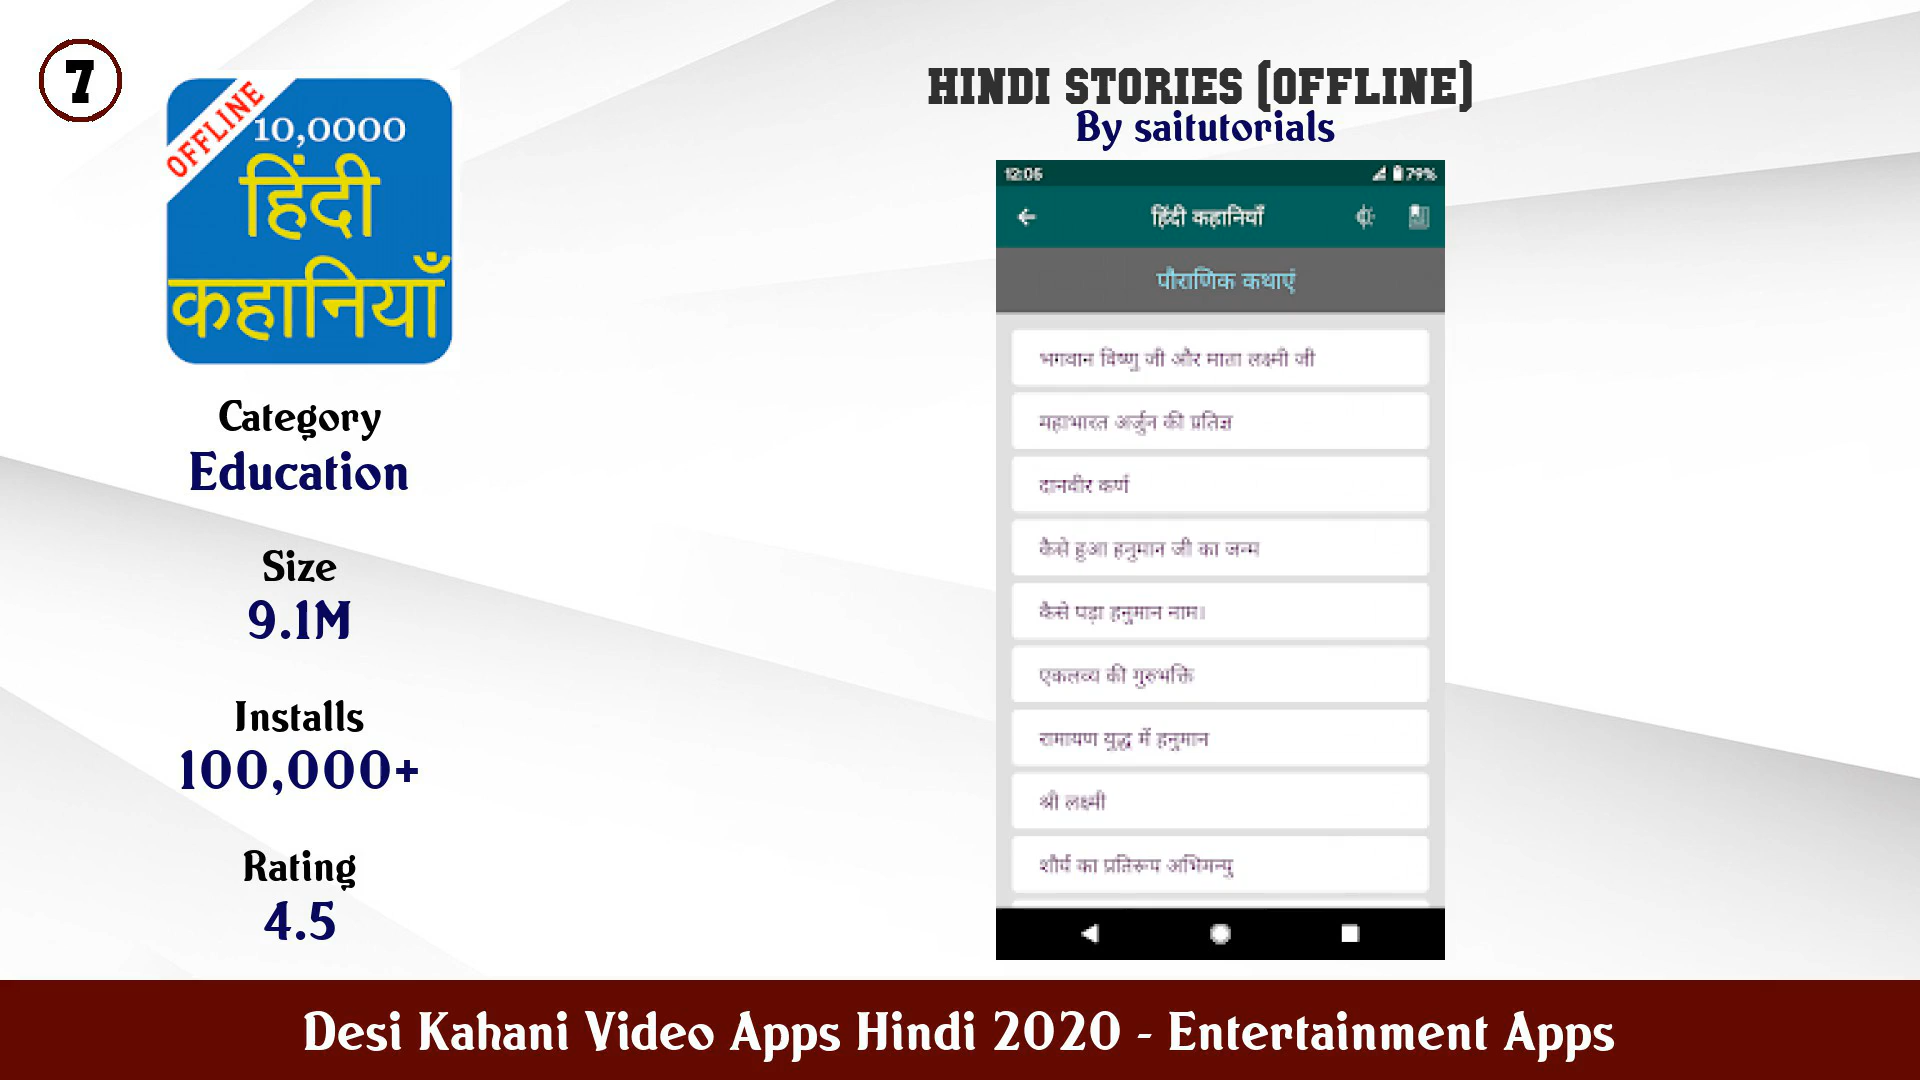 7
OFFLINE
10,0000
हिंदी
कहानियाँ
Category
Education
Size
9.1M
Installs
100,000+
Rating
4.5
HINDI STORIES (OFFLINE)
By saitutorials
12:05
79%
हिंदी कहानियाँ
पौराणिक कथाएं
भगवान विष्णु जी और माता लक्ष्मी जी
महाभारत अर्जुन की प्रतिज्ञ
दानवीर कर्ण
कैसे हुआ हनुमान जी का जन्म
कैसे पड़ा हनुमान नाम।
एकलव्य की गुरुभक्ति
रामायण युद्ध में हनुमान
श्री लक्ष्मी
शौर्य का प्रतिरूप अभिमन्यु
Desi Kahani Video Apps Hindi 2020 - Entertainment Apps